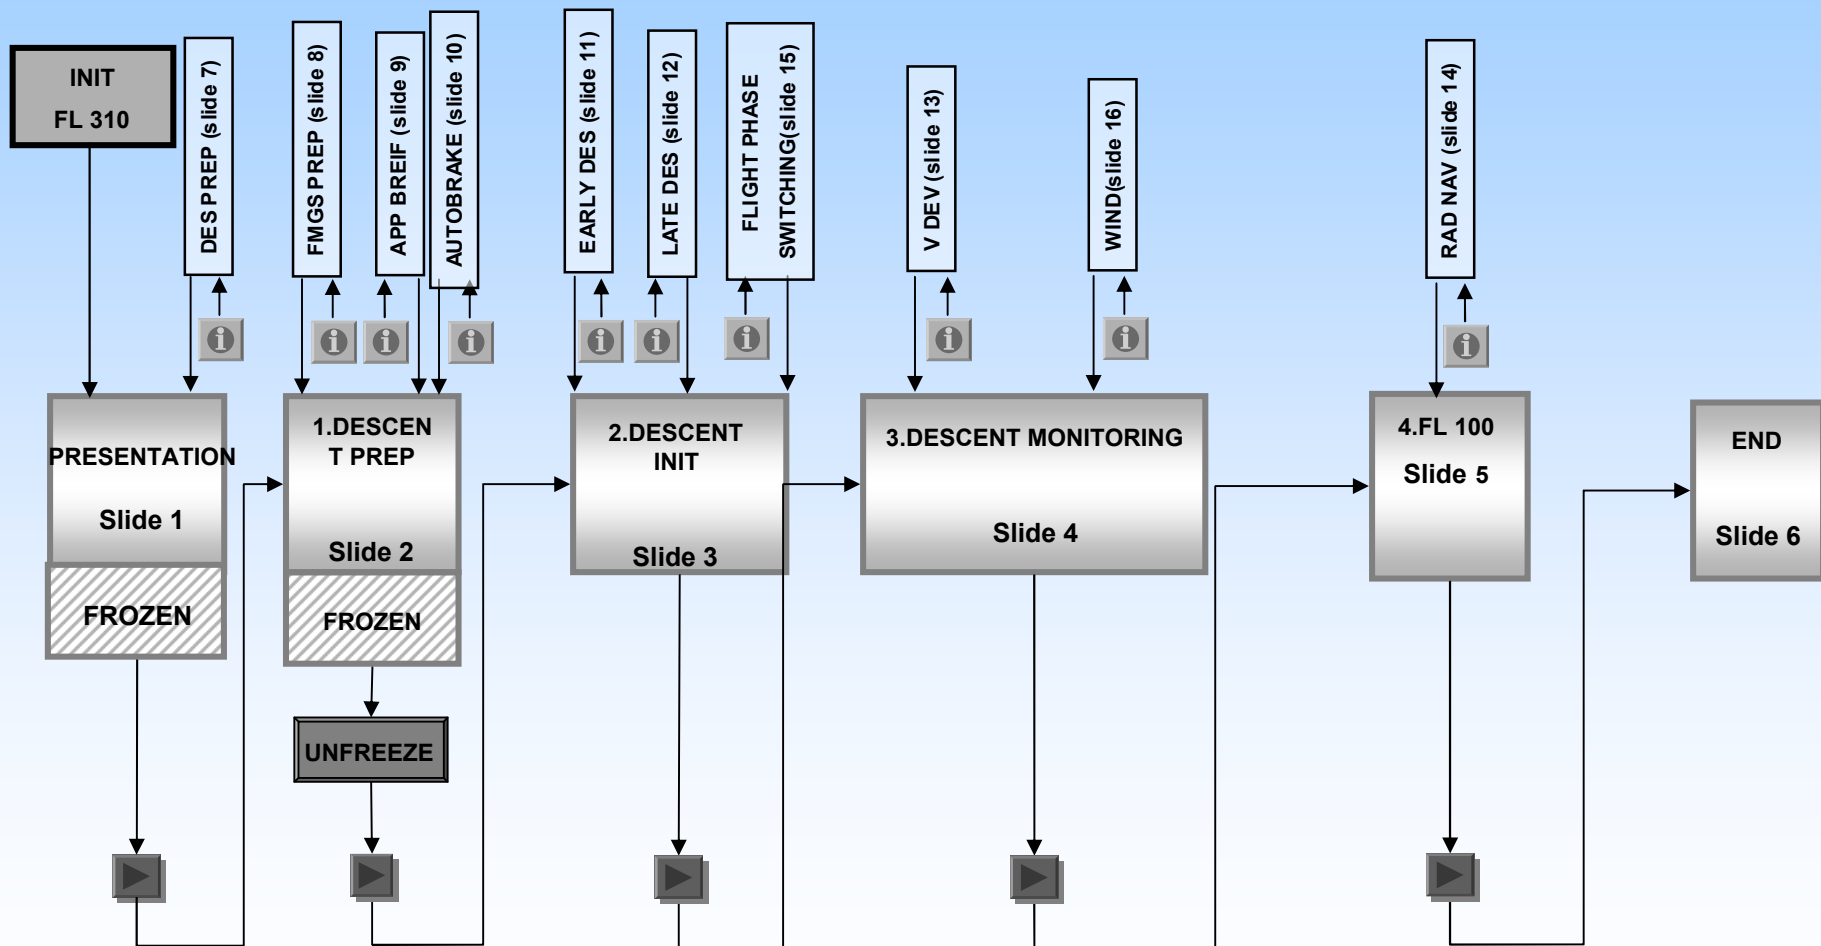 INIT
FL 310
DES PREP (slide 7)
FMGS PREP (slide 8)
APP BREIF (slide 9)
AUTOBRAKE (slide 10)
EARLY DES (slide 11)
LATE DES (slide 12)
FLIGHT PHASE
SWITCHING(slide 15)
V DEV (slide 13)
WIND(slide 16)
RAD NAV (slide 14)
PRESENTATION
Slide 1
FROZEN
1.DESCEN
T PREP
Slide 2
FROZEN
UNFREEZE
2.DESCENT
INIT
Slide 3
3.DESCENT MONITORING
Slide 4
4.FL 100
Slide 5
END
Slide 6